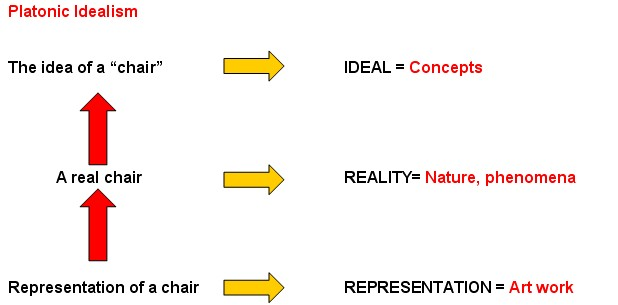 Platonic Idealism
The idea of a “chair”
IDEAL = Concepts
A real chair
REALITY= Nature, phenomena
Representation of a chair
REPRESENTATION = Art work